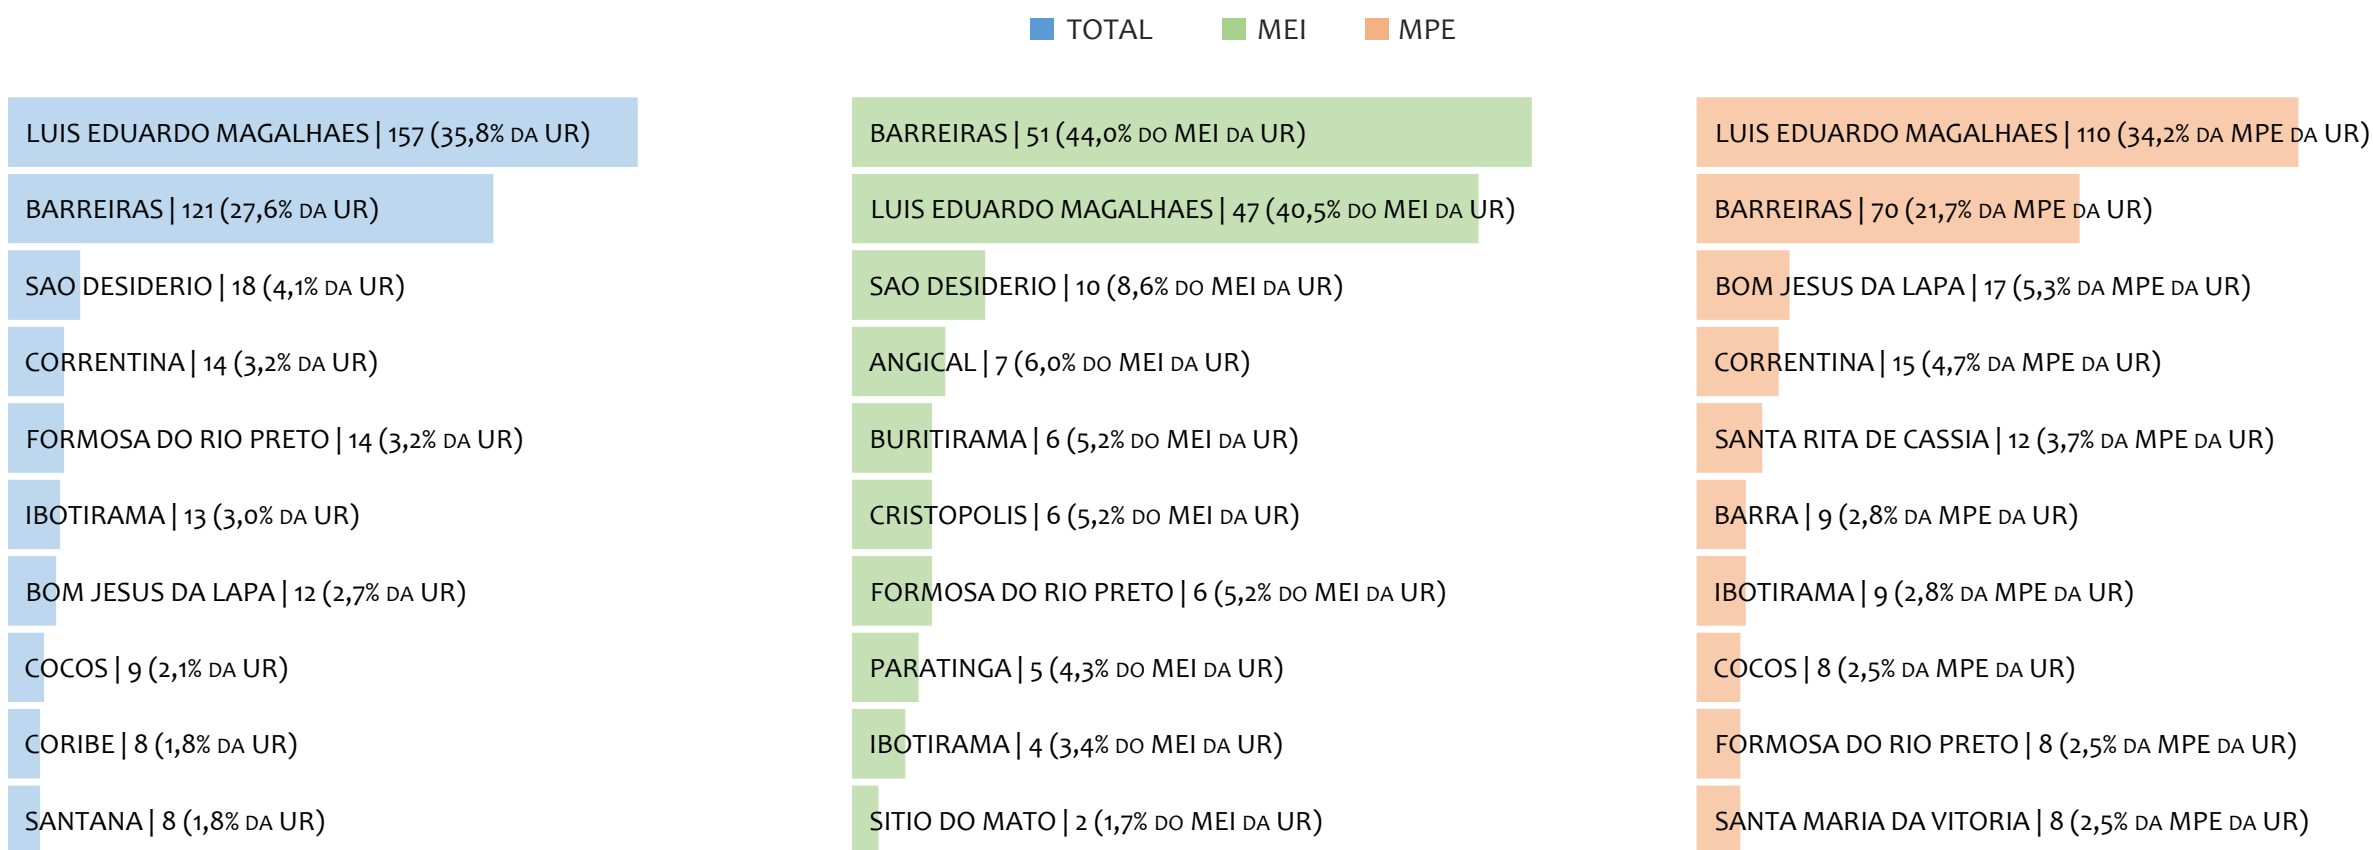 TOTAL MEI MPE
LUIS EDUARDO MAGALHAES | 157 (35,8% DA UR)
BARREIRAS | 121 (27,6% DA UR)
SAO DESIDERIO | 18 (4,1% DA UR)
CORRENTINA | 14 (3,2% DA UR)
FORMOSA DO RIO PRETO | 14 (3,2% DA UR)
IBOTIRAMA | 13 (3,0% DA UR)
BOM JESUS DA LAPA | 12 (2,7% DA UR)
COCOS | 9 (2,1% DA UR)
CORIBE | 8 (1,8% DA UR)
SANTANA | 8 (1,8% DA UR)
BARREIRAS | 51 (44,0% DO MEI DA UR)
LUIS EDUARDO MAGALHAES | 47 (40,5% DO MEI DA UR)
SAO DESIDERIO | 10 (8,6% DO MEI DA UR)
ANGICAL | 7 (6,0% DO MEI DA UR)
BURITIRAMA | 6 (5,2% DO MEI DA UR)
CRISTOPOLIS | 6 (5,2% DO MEI DA UR)
FORMOSA DO RIO PRETO | 6 (5,2% DO MEI DA UR)
PARATINGA | 5 (4,3% DO MEI DA UR)
IBOTIRAMA | 4 (3,4% DO MEI DA UR)
SITIO DO MATO | 2 (1,7% DO MEI DA UR)
LUIS EDUARDO MAGALHAES | 110 (34,2% DA MPE DA UR)
BARREIRAS | 70 (21,7% DA MPE DA UR)
BOM JESUS DA LAPA | 17 (5,3% DA MPE DA UR)
CORRENTINA | 15 (4,7% DA MPE DA UR)
SANTA RITA DE CASSIA | 12 (3,7% DA MPE DA UR)
BARRA | 9 (2,8% DA MPE DA UR)
IBOTIRAMA | 9 (2,8% DA MPE DA UR)
COCOS | 8 (2,5% DA MPE DA UR)
FORMOSA DO RIO PRETO | 8 (2,5% DA MPE DA UR)
SANTA MARIA DA VITORIA | 8 (2,5% DA MPE DA UR)